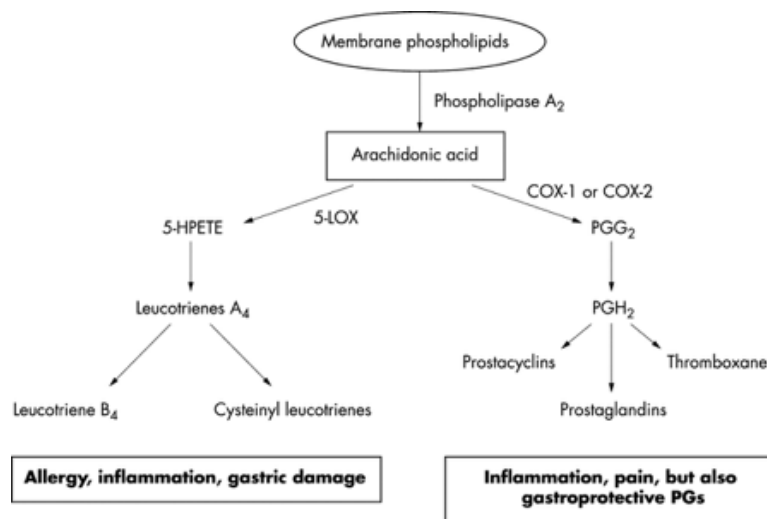 Membrane phospholipids
Phospholipase A₂
Arachidonic acid
COX-1 or COX-2
5-LOX
5-HPETE
PGG₂
Leucotrienes A₄
PGH₂
Prostacyclins
Thromboxane
Leucotriene B₄
Cysteinyl leucotrienes
Prostaglandins
Allergy, inflammation, gastric damage
Inflammation, pain, but also
gastroprotective PGs